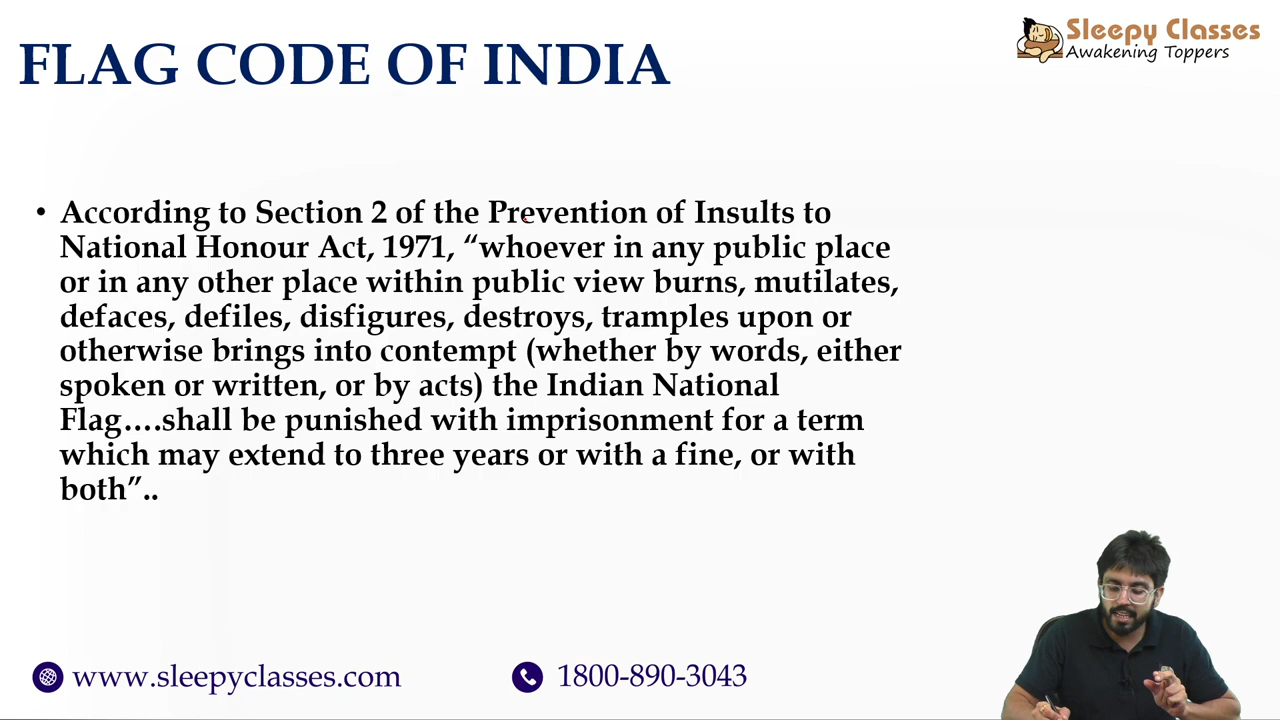 FLAG CODE OF INDIA
Sleepy Classes
Awakening Toppers
• According to Section 2 of the Prevention of Insults to
National Honour Act, 1971, “whoever in any public place
or in any other place within public view burns, mutilates,
defaces, defiles, disfigures, destroys, tramples upon or
otherwise brings into contempt (whether by words, either
spoken or written, or by acts) the Indian National
Flag….shall be punished with imprisonment for a term
which may extend to three years or with a fine, or with
both”..
www.sleepyclasses.com
1800-890-3043